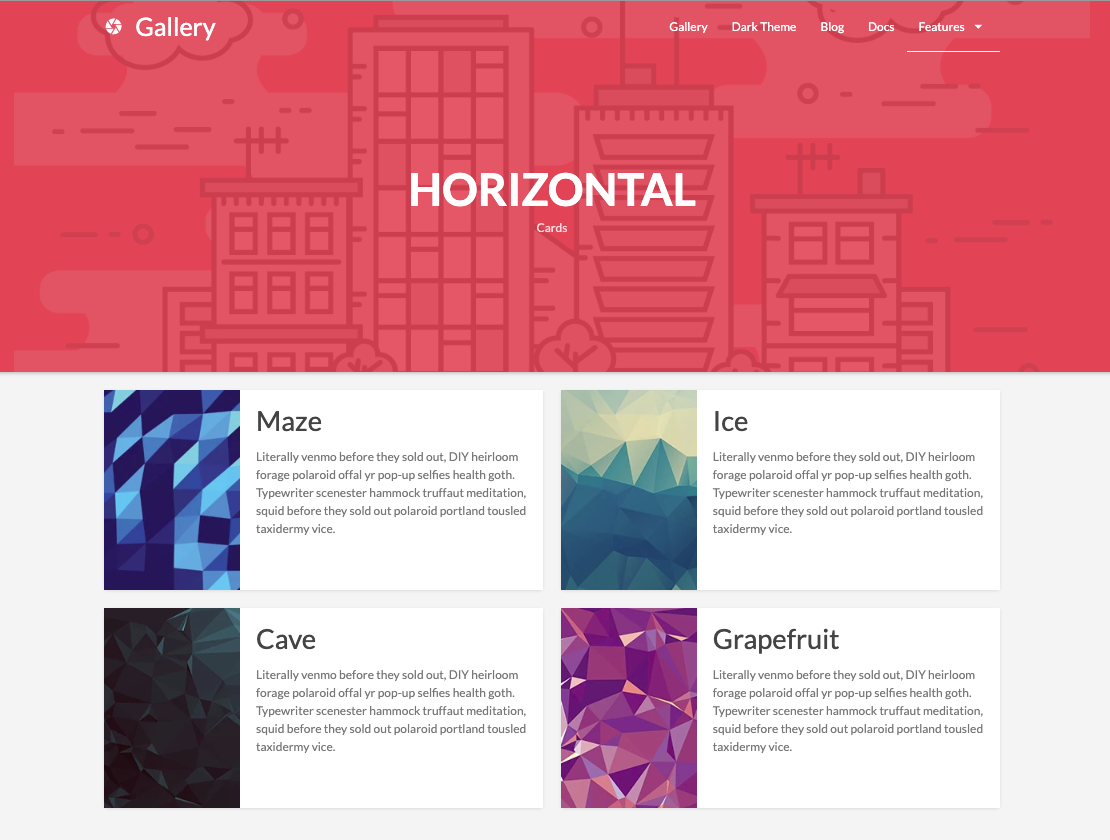 Gallery
Gallery Dark Theme Blog Docs Features
HORIZONTAL
Cards
Maze
Literally venmo before they sold out, DIY heirloom
forage polaroid offal yr pop-up selfies health goth.
Typewriter scenester hammock truffaut meditation,
squid before they sold out polaroid portland tousled
taxidermy vice.
Ice
Literally venmo before they sold out, DIY heirloom
forage polaroid offal yr pop-up selfies health goth.
Typewriter scenester hammock truffaut meditation,
squid before they sold out polaroid portland tousled
taxidermy vice.
Cave
Literally venmo before they sold out, DIY heirloom
forage polaroid offal yr pop-up selfies health goth.
Typewriter scenester hammock truffaut meditation,
squid before they sold out polaroid portland tousled
taxidermy vice.
Grapefruit
Literally venmo before they sold out, DIY heirloom
forage polaroid offal yr pop-up selfies health goth.
Typewriter scenester hammock truffaut meditation,
squid before they sold out polaroid portland tousled
taxidermy vice.